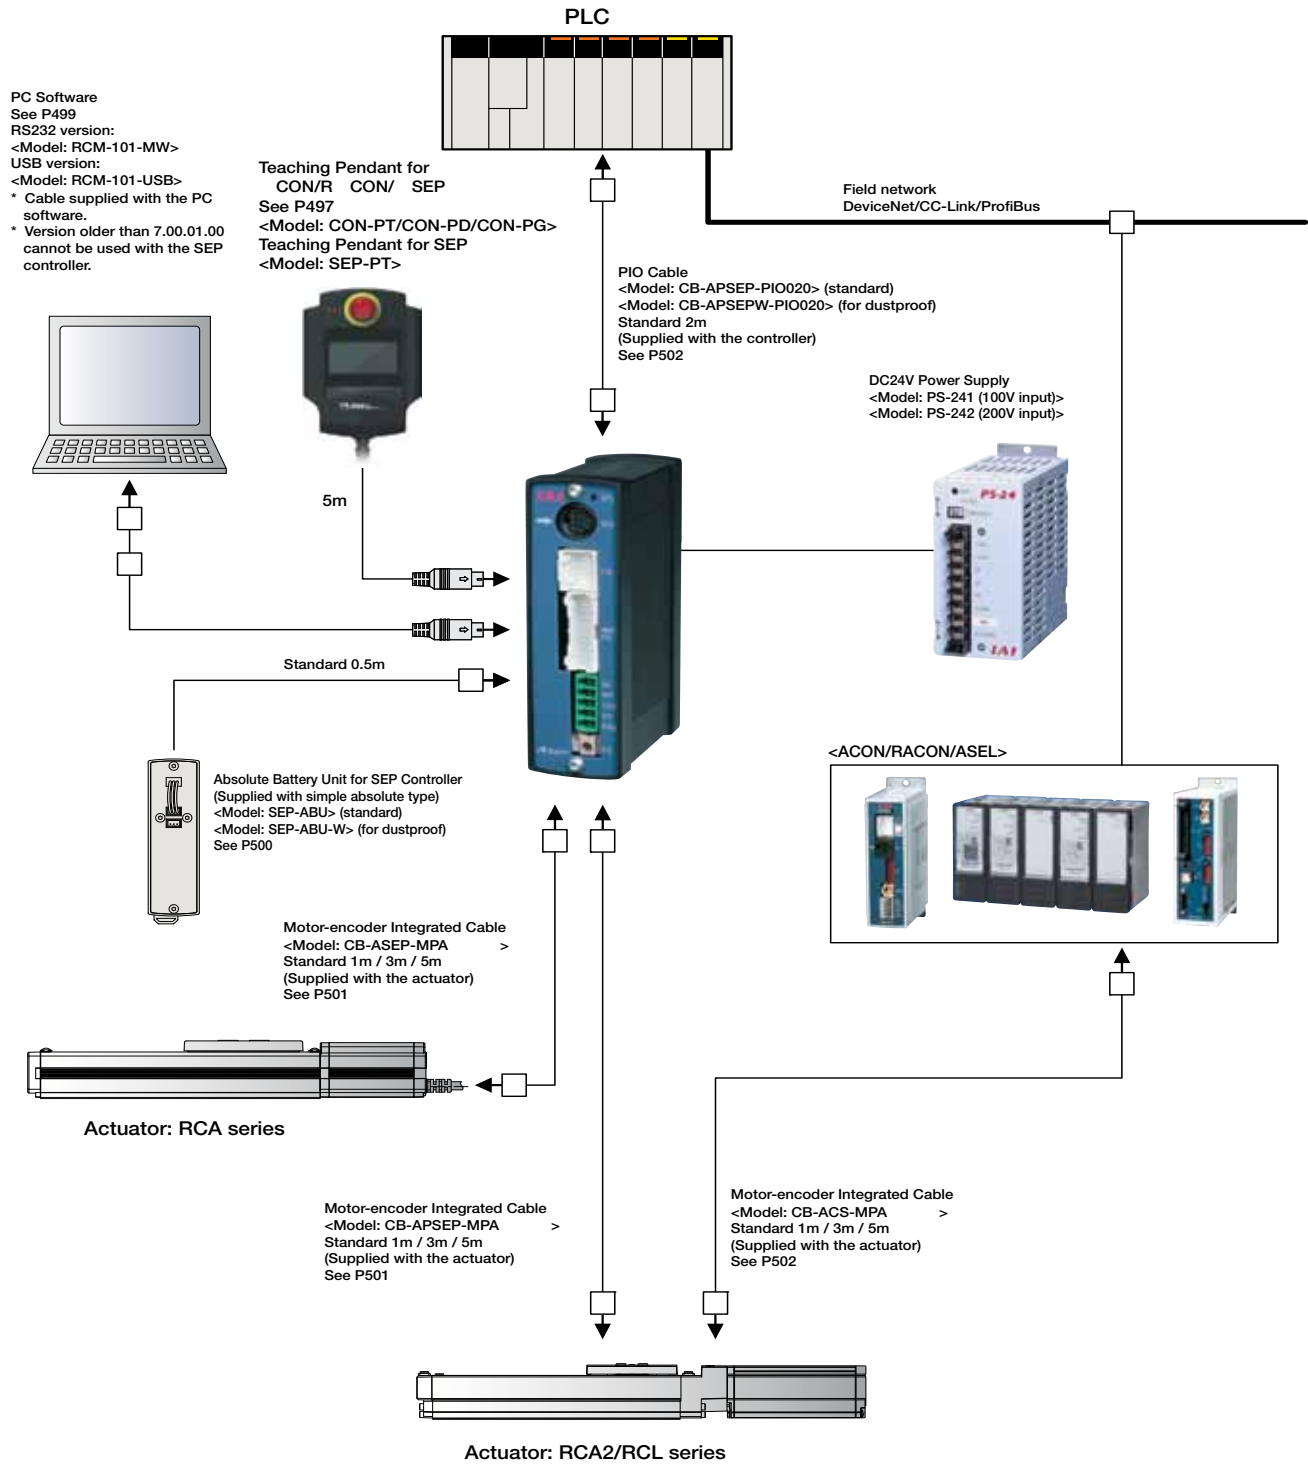 PLC
PC Software
See P499
RS232 version:
<Model: RCM-101-MW>
USB version:
<Model: RCM-101-USB>
* Cable supplied with the PC
software.
* Version older than 7.00.01.00
cannot be used with the SEP
controller.
Teaching Pendant for
CON/R CON/ SEP
See P497
<Model: CON-PT/CON-PD/CON-PG>
Teaching Pendant for SEP
<Model: SEP-PT>
Field network
DeviceNet/CC-Link/ProfiBus
PIO Cable
<Model: CB-APSEP-PIO020> (standard)
<Model: CB-APSEPW-PIO020> (for dustproof)
Standard 2m
(Supplied with the controller)
See P502
DC24V Power Supply
<Model: PS-241 (100V input)>
<Model: PS-242 (200V input)>
5m
PS-24
IAI
Standard 0.5m
<ACON/RACON/ASEL>
Absolute Battery Unit for SEP Controller
(Supplied with simple absolute type)
<Model: SEP-ABU> (standard)
<Model: SEP-ABU-W> (for dustproof)
See P500
Motor-encoder Integrated Cable
<Model: CB-ASEP-MPA >
Standard 1m / 3m / 5m
(Supplied with the actuator)
See P501
Actuator: RCA series
Motor-encoder Integrated Cable
<Model: CB-APSEP-MPA >
Standard 1m / 3m / 5m
(Supplied with the actuator)
See P501
Motor-encoder Integrated Cable
<Model: CB-ACS-MPA >
Standard 1m / 3m / 5m
(Supplied with the actuator)
See P502
Actuator: RCA2/RCL series